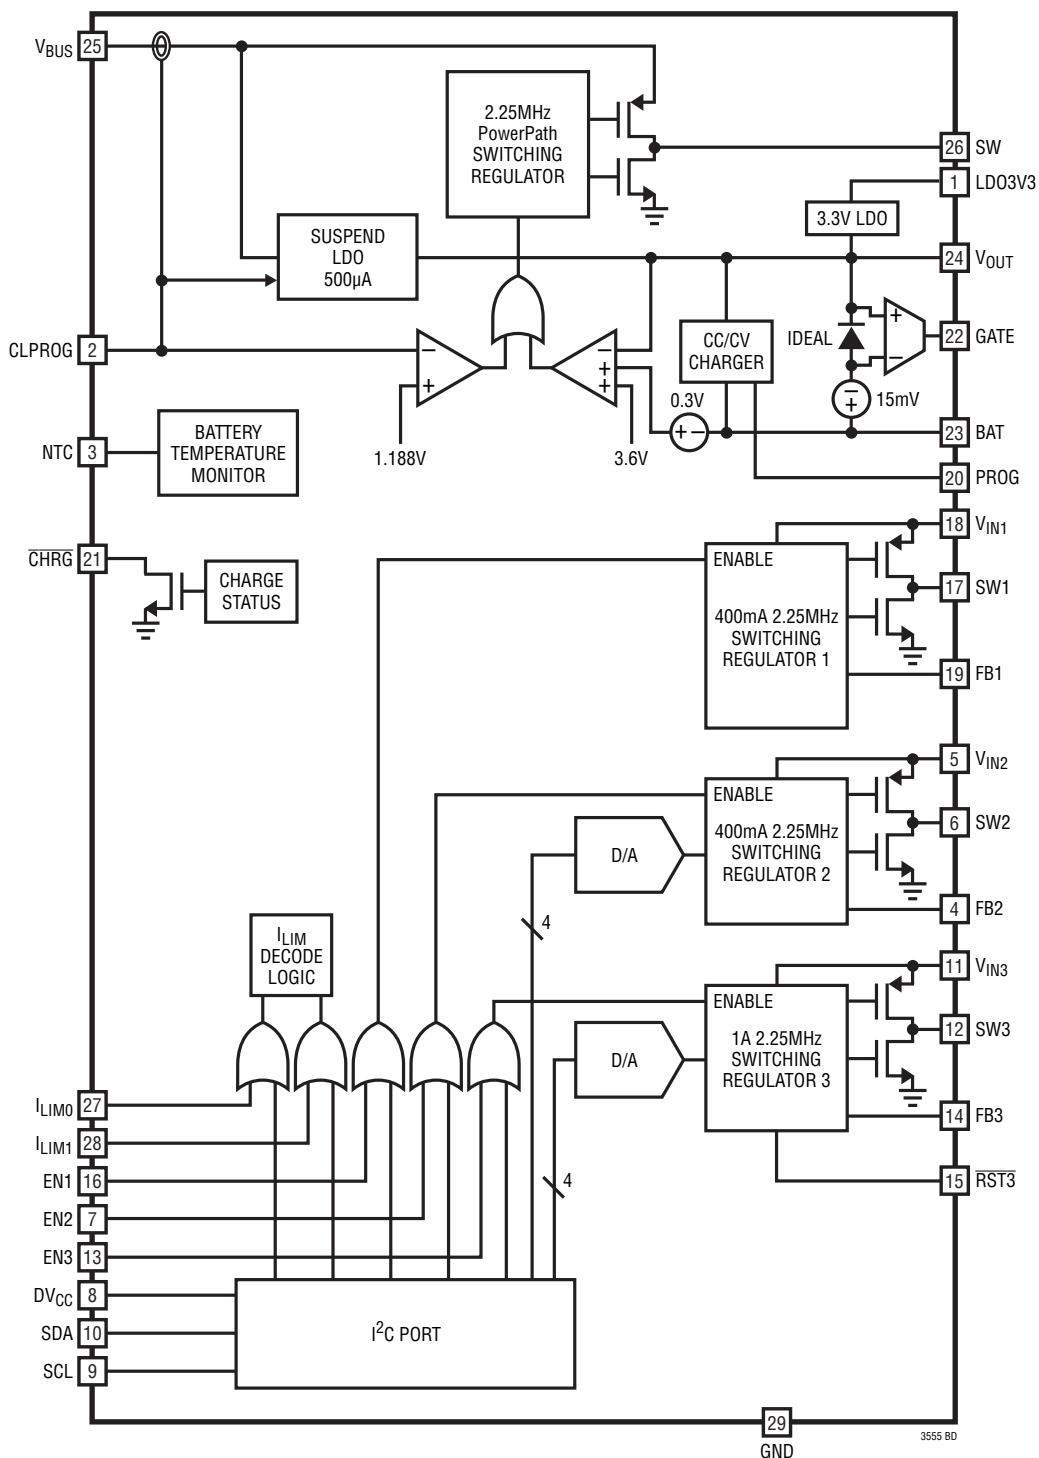 VBUS 25
2.25MHz
PowerPath
SWITCHING
REGULATOR
26 SW
1 LDO3V3
3.3V LDO
SUSPEND
LDO
500µA
24 VOUT
CLPROG 2
–
+
–
+
+
CC/CV
CHARGER
IDEAL
+
–
22 GATE
0.3V
+ –
–
+
15mV
1.188V
3.6V
23 BAT
20 PROG
NTC 3
BATTERY
TEMPERATURE
MONITOR
CHRG 21
CHARGE
STATUS
18 VIN1
ENABLE
17 SW1
400mA 2.25MHz
SWITCHING
REGULATOR 1
19 FB1
5 VIN2
ENABLE
6 SW2
D/A
400mA 2.25MHz
SWITCHING
REGULATOR 2
4 FB2
4
ILIM
DECODE
LOGIC
11 VIN3
ENABLE
12 SW3
D/A
1A 2.25MHz
SWITCHING
REGULATOR 3
14 FB3
4
15 RST3
ILIM0 27
ILIM1 28
EN1 16
EN2 7
EN3 13
DVCC 8
SDA 10
SCL 9
I2C PORT
29
GND
3555 BD